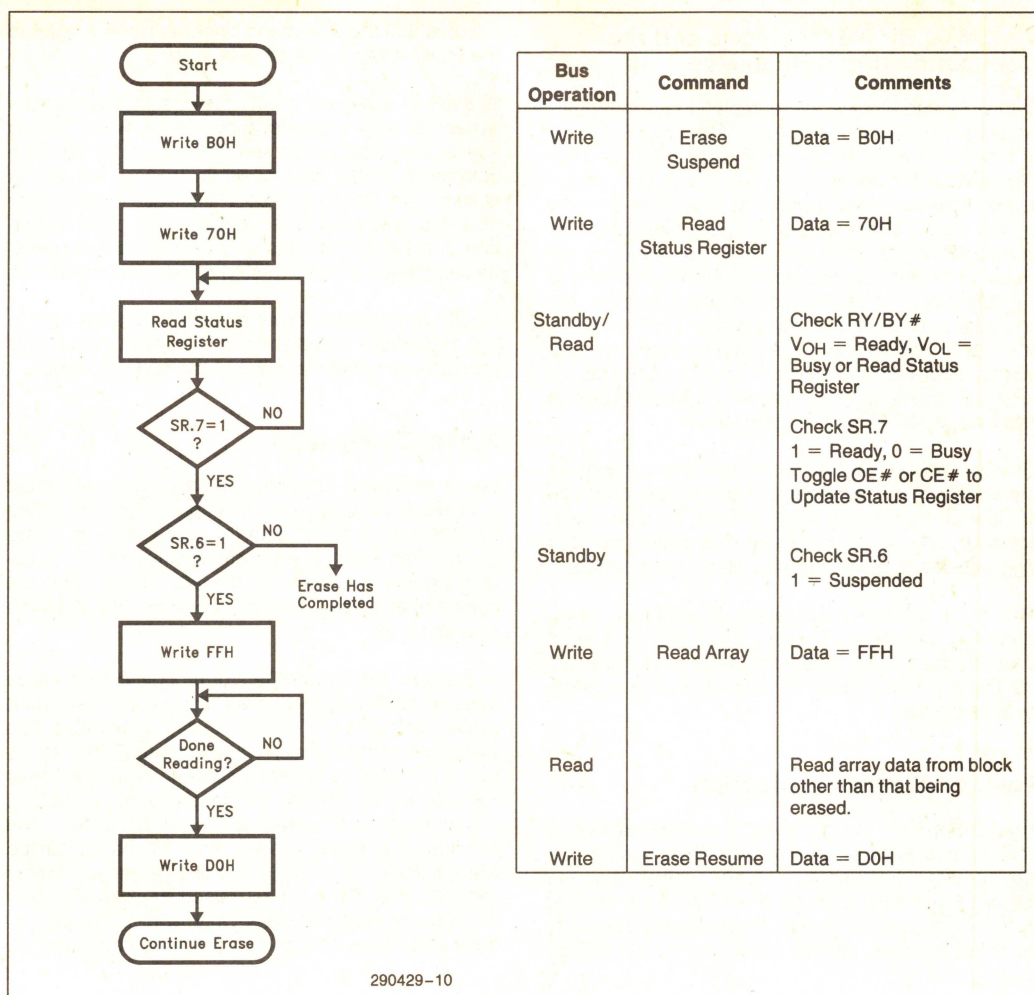 Start
Write B0H
Write 70H
Read Status
Register
SR.7=1
?
NO
YES
SR.6=1
?
NO
Erase Has
Completed
YES
Write FFH
Done
Reading?
NO
YES
Write D0H
Continue Erase
290429–10
Bus
Operation
Command
Comments
Write
Erase
Suspend
Data = B0H
Write
Read
Status Register
Data = 70H
Standby/
Read
Check RY/BY#
VOH = Ready, VOL =
Busy or Read Status
Register
Check SR.7
1 = Ready, 0 = Busy
Toggle OE# or CE# to
Update Status Register
Standby
Check SR.6
1 = Suspended
Write
Read Array
Data = FFH
Read
Read array data from block
other than that being
erased.
Write
Erase Resume
Data = D0H